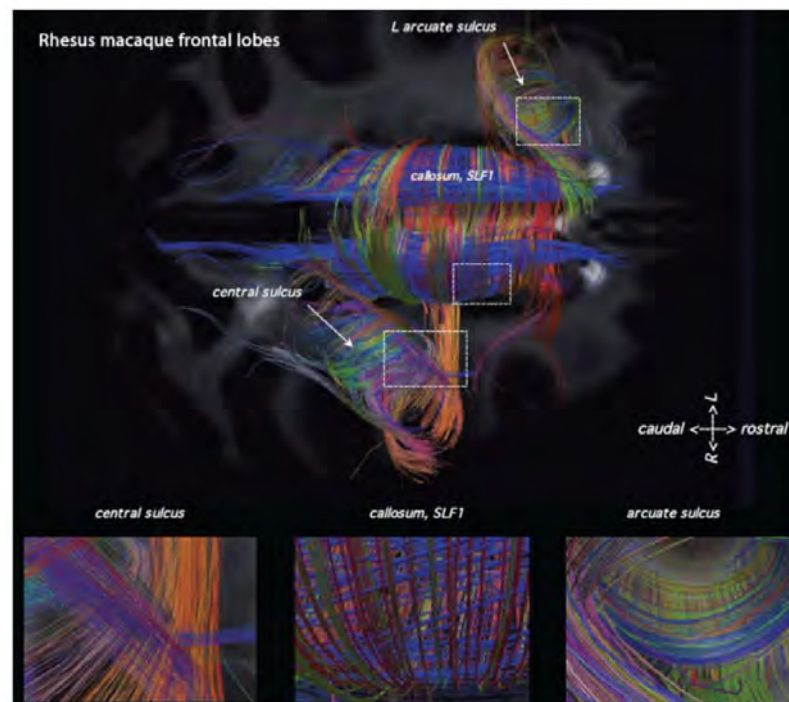 Rhesus macaque frontal lobes
L arcuate sulcus
callosum, SLF1
central sulcus
L
caudal
rostral
R
central sulcus
callosum, SLF1
arcuate sulcus